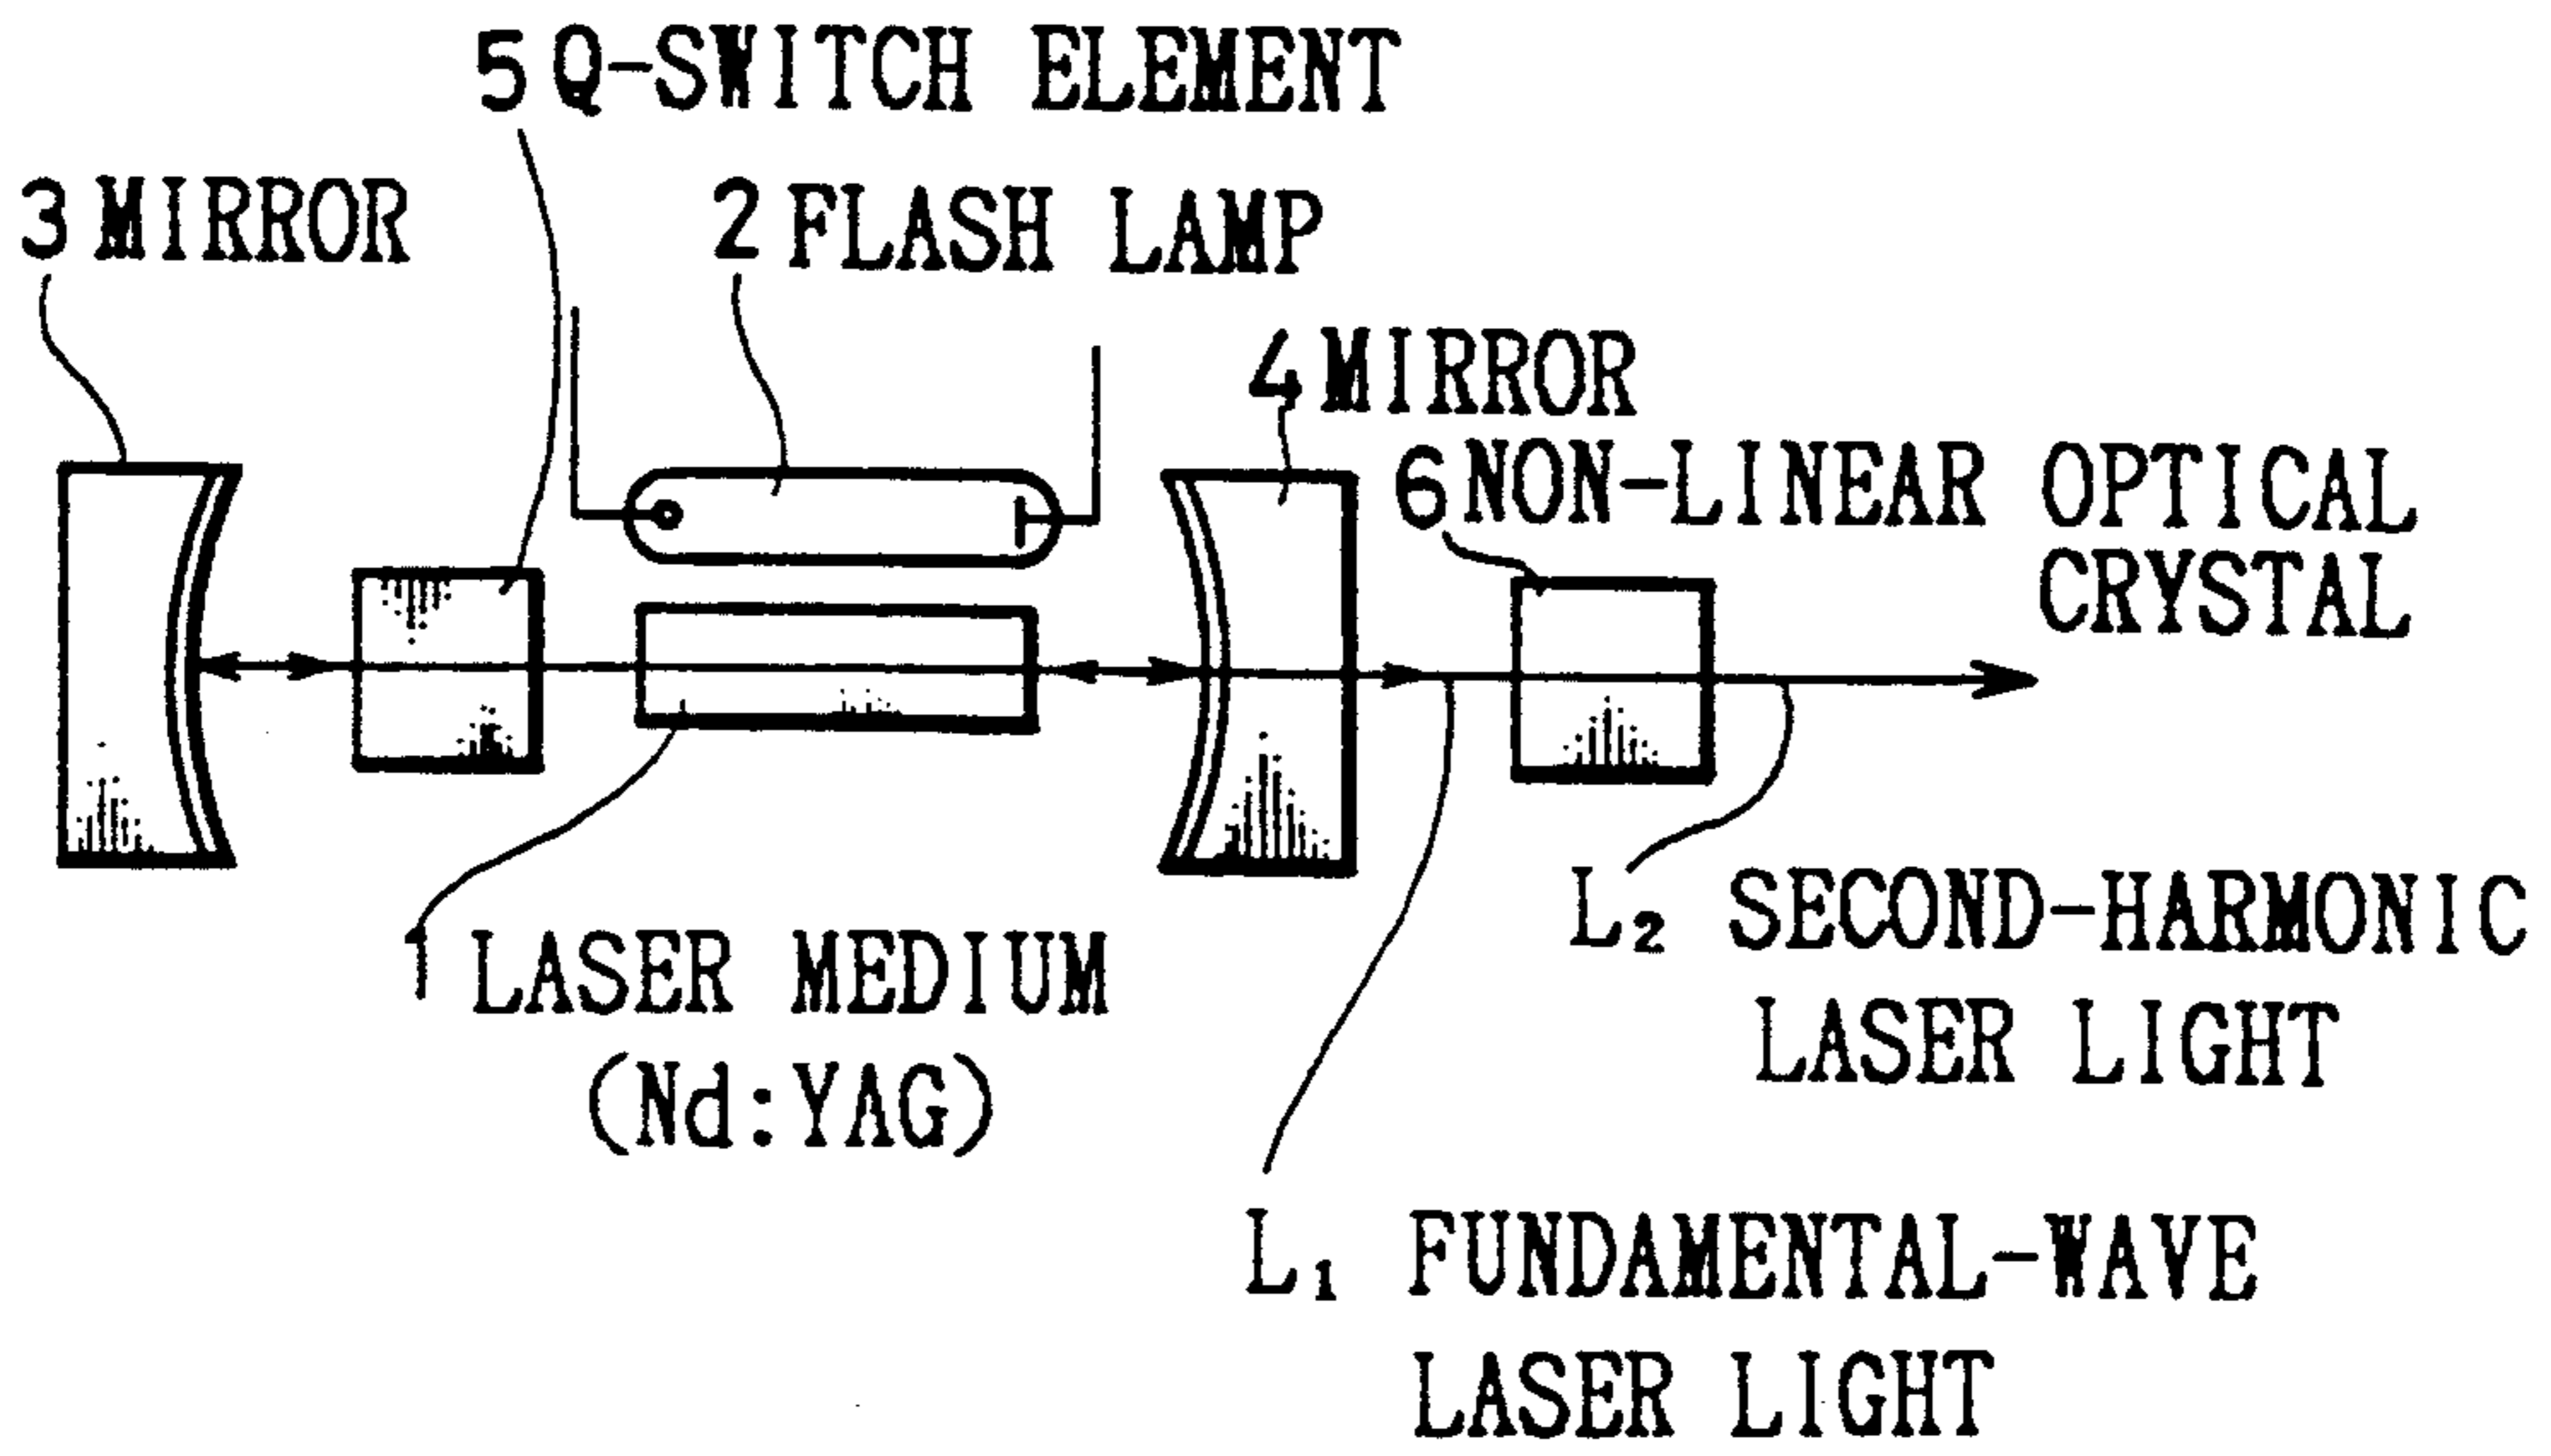 5 Q-SWITCH ELEMENT
3 MIRROR
2 FLASH LAMP
4 MIRROR
6 NON-LINEAR OPTICAL
CRYSTAL
L₂ SECOND-HARMONIC
LASER LIGHT
1 LASER MEDIUM
(Nd:YAG)
L₁ FUNDAMENTAL-WAVE
LASER LIGHT